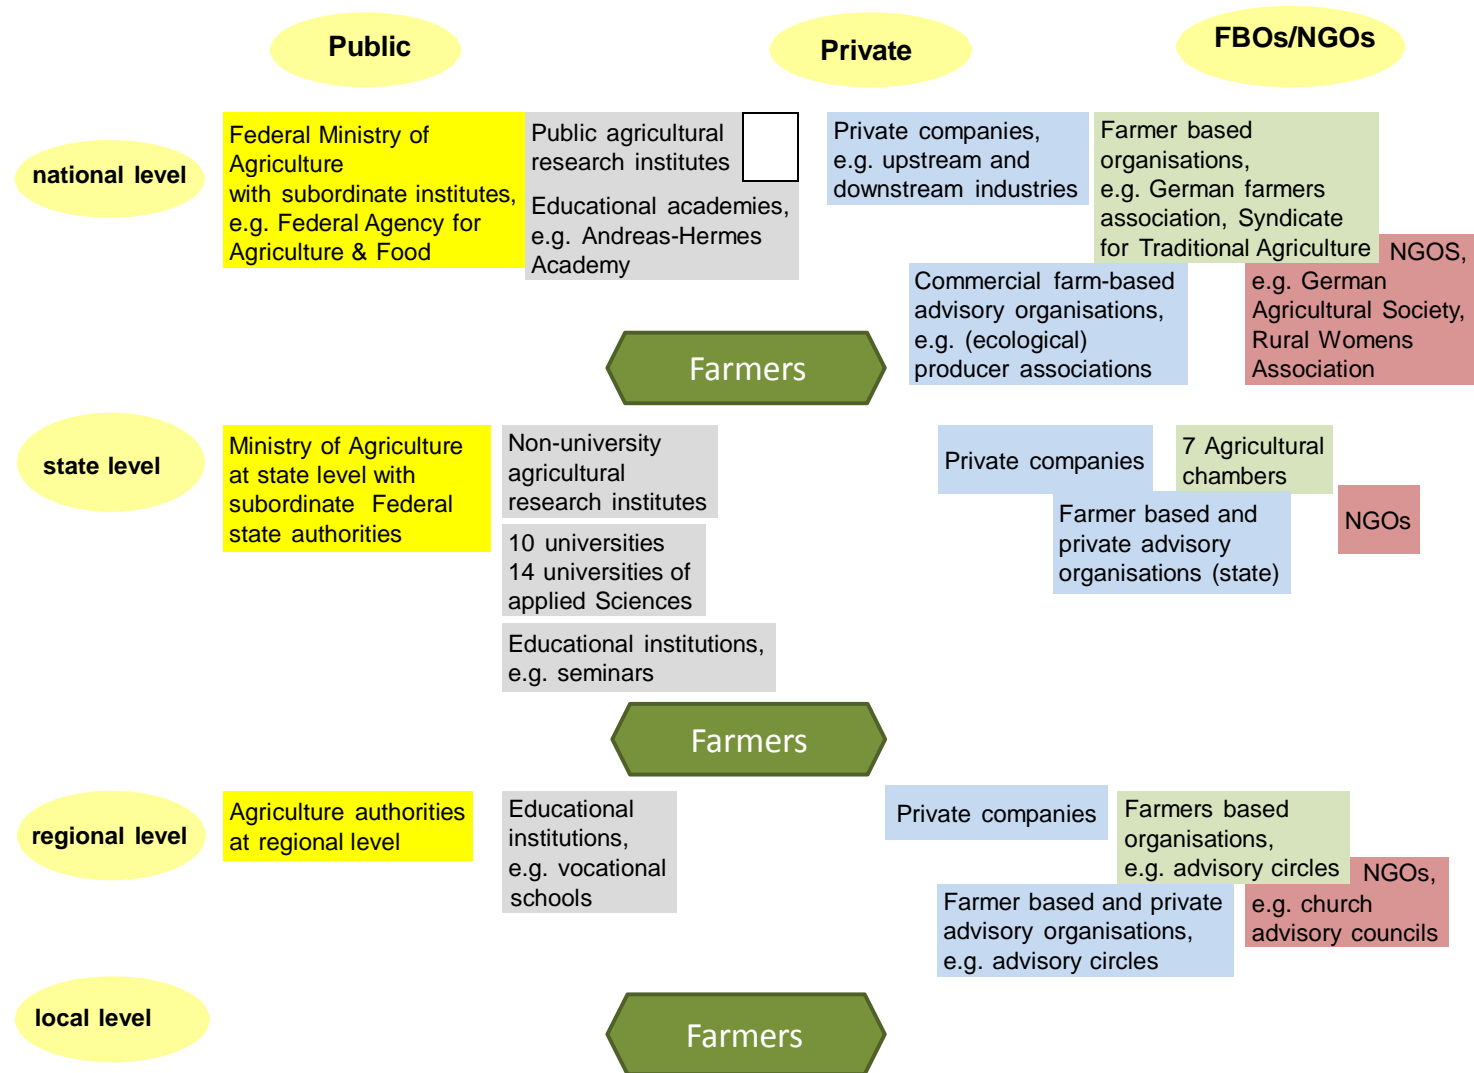 Public
Private
FBOs/NGOs
national level
Federal Ministry of
Agriculture
with subordinate institutes,
e.g. Federal Agency for
Agriculture & Food
Public agricultural
research institutes
Educational academies,
e.g. Andreas-Hermes
Academy
Private companies,
e.g. upstream and
downstream industries
Farmer based
organisations,
e.g. German farmers
association, Syndicate
for Traditional Agriculture
Commercial farm-based
advisory organisations,
e.g. (ecological)
producer associations
NGOS,
e.g. German
Agricultural Society,
Rural Womens
Association
Farmers
state level
Ministry of Agriculture
at state level with
subordinate Federal
state authorities
Non-university
agricultural
research institutes
10 universities
14 universities of
applied Sciences
Educational institutions,
e.g. seminars
Private companies
7 Agricultural
chambers
Farmer based and
private advisory
organisations (state)
NGOs
Farmers
regional level
Agriculture authorities
at regional level
Educational
institutions,
e.g. vocational
schools
Private companies
Farmers based
organisations,
e.g. advisory circles
Farmer based and private
advisory organisations,
e.g. advisory circles
NGOs,
e.g. church
advisory councils
local level
Farmers